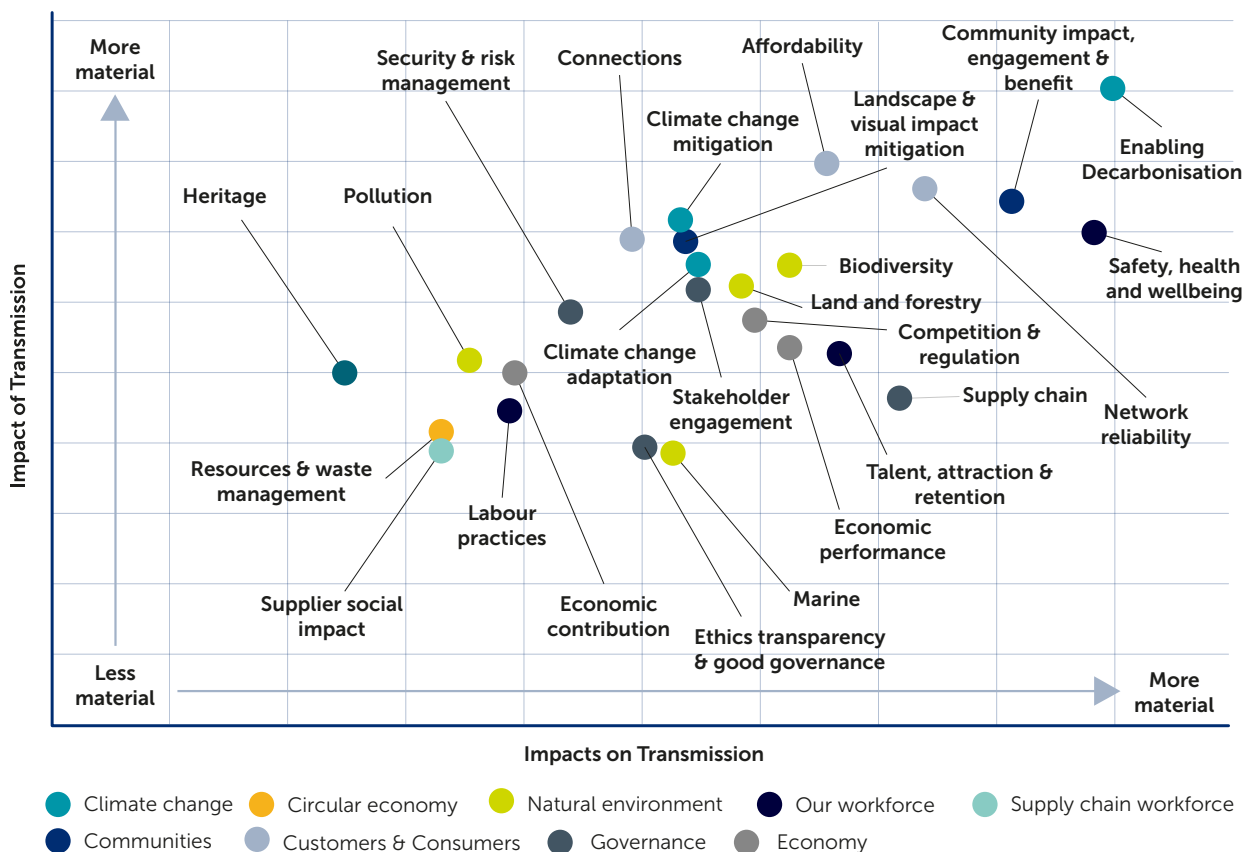 More
material
Security & risk
management
Connections
Affordability
Community impact,
engagement &
benefit
Climate change
mitigation
Landscape &
visual impact
mitigation
Enabling
Decarbonisation
Heritage
Pollution
Safety, health
and wellbeing
Biodiversity
Land and forestry
Competition &
regulation
Climate change
adaptation
Stakeholder
engagement
Supply chain
Network
reliability
Impact of Transmission
Resources & waste
management
Labour
practices
Talent, attraction &
retention
Economic
performance
Supplier social
impact
Economic
contribution
Marine
Ethics transparency
& good governance
Less
material
More
material
Impacts on Transmission
Climate change
Circular economy
Natural environment
Our workforce
Supply chain workforce
Communities
Customers & Consumers
Governance
Economy